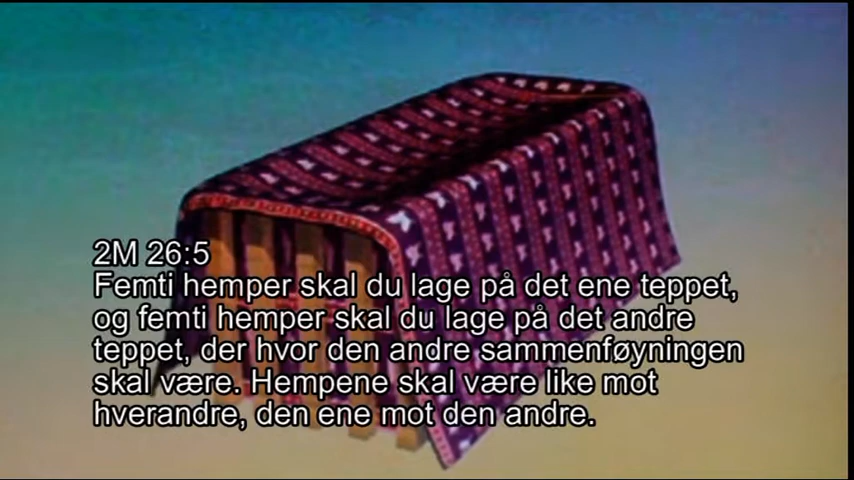 2M 26:5
Femti hemper skal du lage på det ene teppet,
og femti hemper skal du lage på det andre
teppet, der hvor den andre sammenføyningen
skal være. Hempene skal være like mot
hverandre, den ene mot den andre.